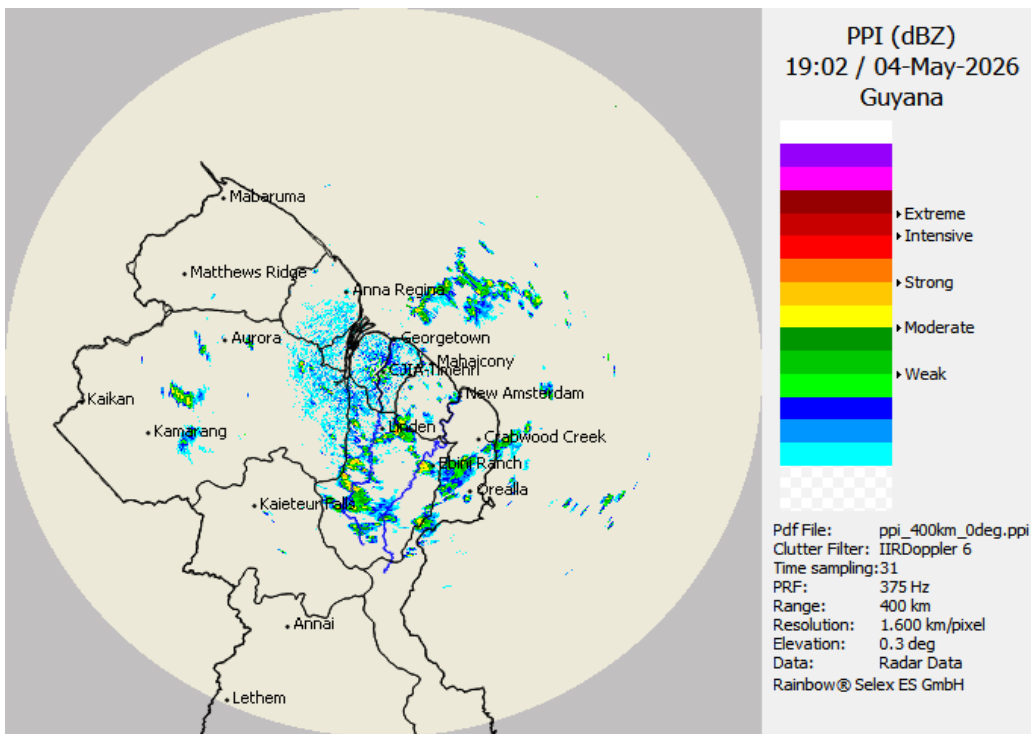 PPI (dBZ)
19:02 / 04-May-2026
Guyana
Extreme
Intensive
Strong
Moderate
Weak
Pdf File: ppi_400km_0deg.ppi
Clutter Filter: IIRDoppler 6
Time sampling:31
PRF: 375 Hz
Range: 400 km
Resolution: 1.600 km/pixel
Elevation: 0.3 deg
Data: Radar Data
Rainbow® Selex ES GmbH
Mabaruma
Matthews Ridge
Anna Regina
Aurora
Georgetown
Mahaicony
CJIA-Timehri
Kaikan
New Amsterdam
Kamarang
Linden
Crabwood Creek
Ebini Ranch
Orealla
Kaieteur Falls
Annai
Lethem